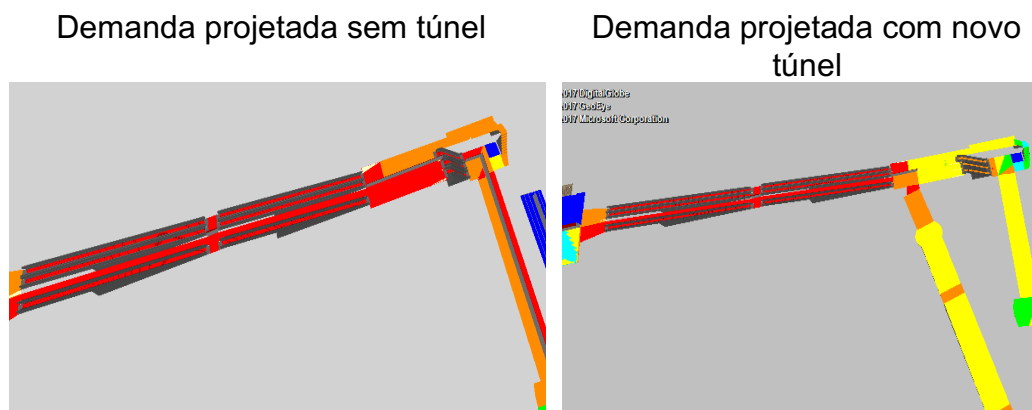 Demanda projetada sem túnel
Demanda projetada com novo
túnel
2017 DigitalGlobe
2017 GeoEye
2017 Microsoft Corporation